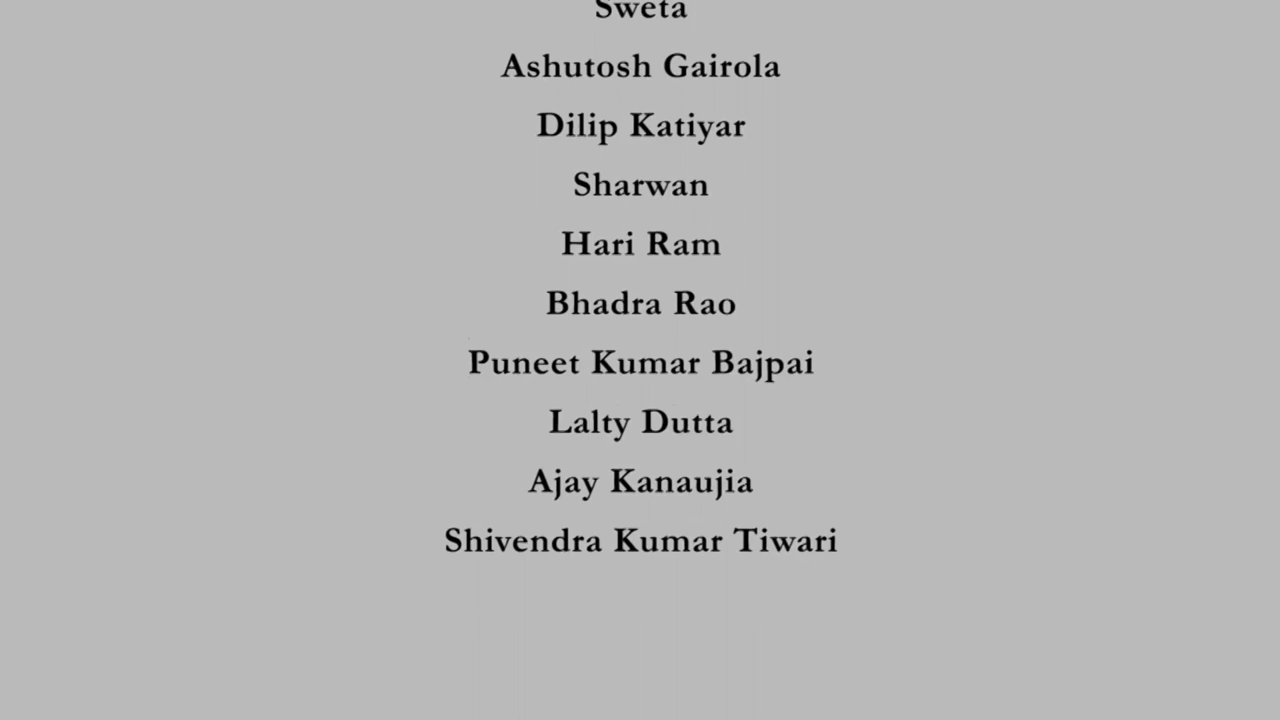 Sweta
Ashutosh Gairola
Dilip Katiyar
Sharwan
Hari Ram
Bhadra Rao
Puneet Kumar Bajpai
Lalty Dutta
Ajay Kanaujia
Shivendra Kumar Tiwari